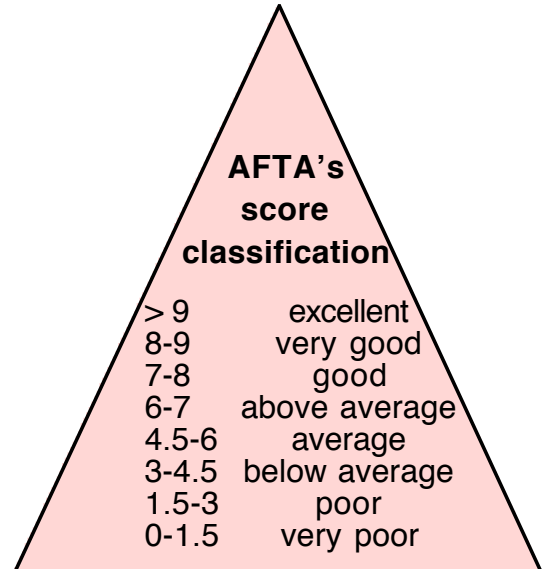 AFTA's
score
classification
> 9 excellent
8-9 very good
7-8 good
6-7 above average
4.5-6 average
3-4.5 below average
1.5-3 poor
0-1.5 very poor